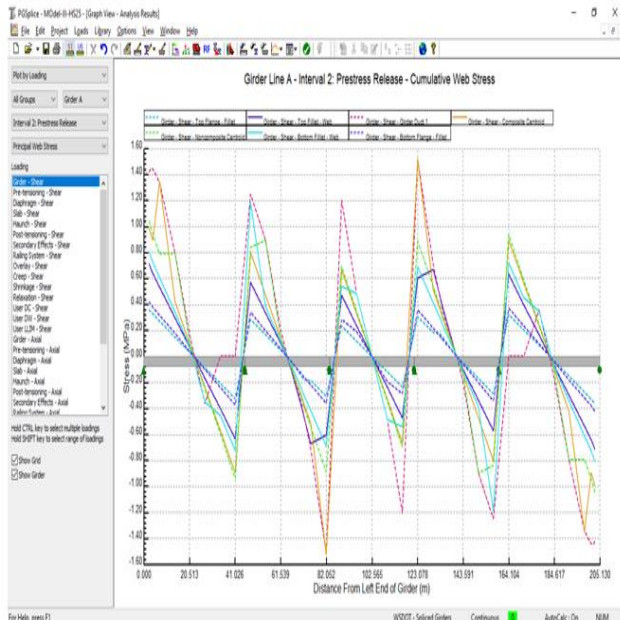 PGSplice - MOdel-III-HS25 - [Graph View - Analysis Results]
File Edit Project Loads Library Options View Window Help
Plot by Loading
All Groups Girder A
Interval 2: Prestress Release
Principal Web Stress
Loading
Girder - Shear
Pre-tensioning - Shear
Diaphragm - Shear
Slab - Shear
Haunch - Shear
Post-tensioning - Shear
Secondary Effects - Shear
Railing System - Shear
Overlay - Shear
Creep - Shear
Shrinkage - Shear
Relaxation - Shear
User DC - Shear
User DW - Shear
User LLIM - Shear
Girder - Axial
Pre-tensioning - Axial
Diaphragm - Axial
Slab - Axial
Haunch - Axial
Post-tensioning - Axial
Secondary Effects - Axial
Railing System - Axial
Hold CTRL key to select multiple loadings
Hold SHIFT key to select range of loadings
Show Grid
Show Girder
Girder Line A - Interval 2: Prestress Release - Cumulative Web Stress
Girder - Shear - Top Flange - Fillet Girder - Shear - Top Fillet - Web Girder - Shear - Girder Duct 1 Girder - Shear - Composite Centroid
Girder - Shear - Noncomposite Centroid Girder - Shear - Bottom Fillet - Web Girder - Shear - Bottom Flange - Fillet
Stress (MPa)
1.60
1.40
1.20
1.00
0.80
0.60
0.40
0.20
0.00
-0.20
-0.40
-0.60
-0.80
-1.00
-1.20
-1.40
-1.60
0.000 20.513 41.026 61.539 82.052 102.565 123.078 143.591 164.104 184.617 205.130
Distance From Left End of Girder (m)
For Help, press F1 WSDOT - Spliced Girders Continuous AutoCalc: On NUM